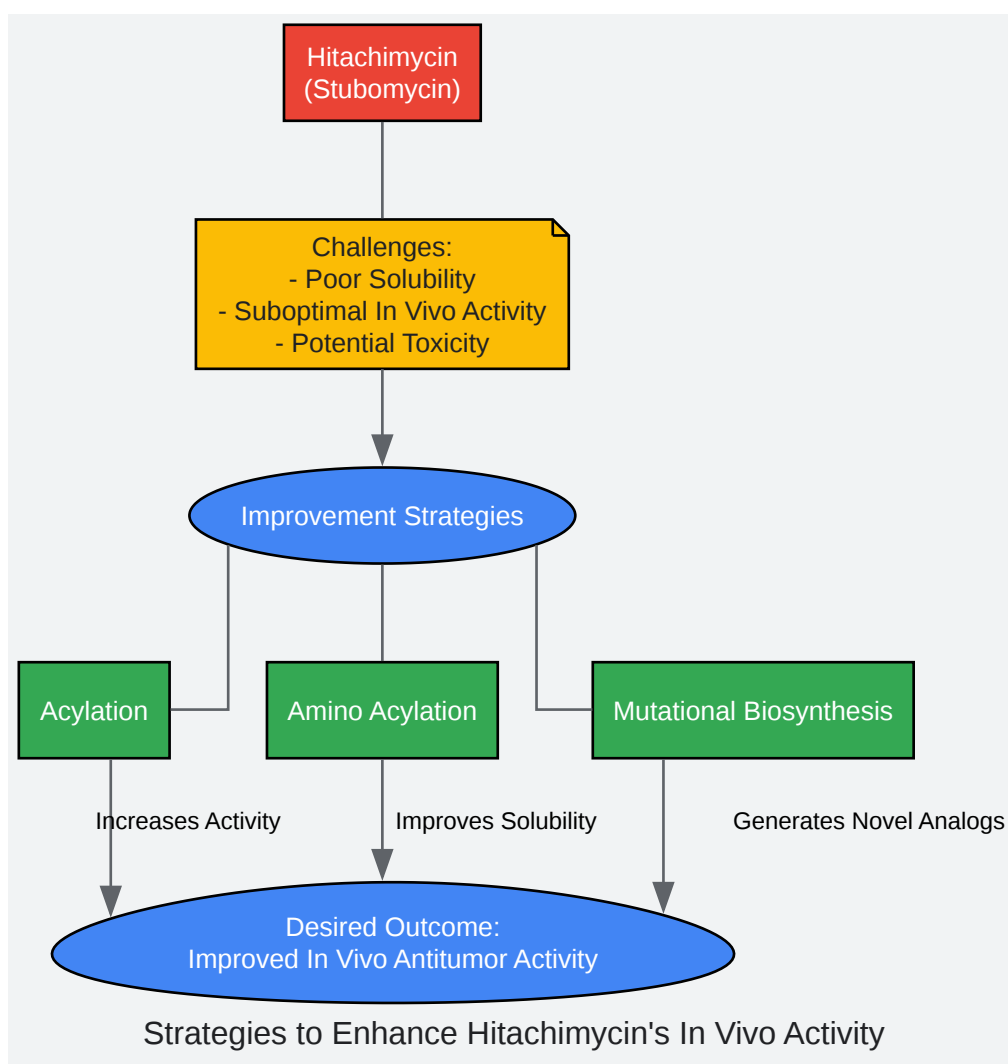 Hitachimycin
(Stubomycin)
Challenges:
- Poor Solubility
- Suboptimal In Vivo Activity
- Potential Toxicity
Improvement Strategies
Acylation
Amino Acylation
Mutational Biosynthesis
Increases Activity
Improves Solubility
Generates Novel Analogs
Desired Outcome:
Improved In Vivo Antitumor Activity
Strategies to Enhance Hitachimycin's In Vivo Activity